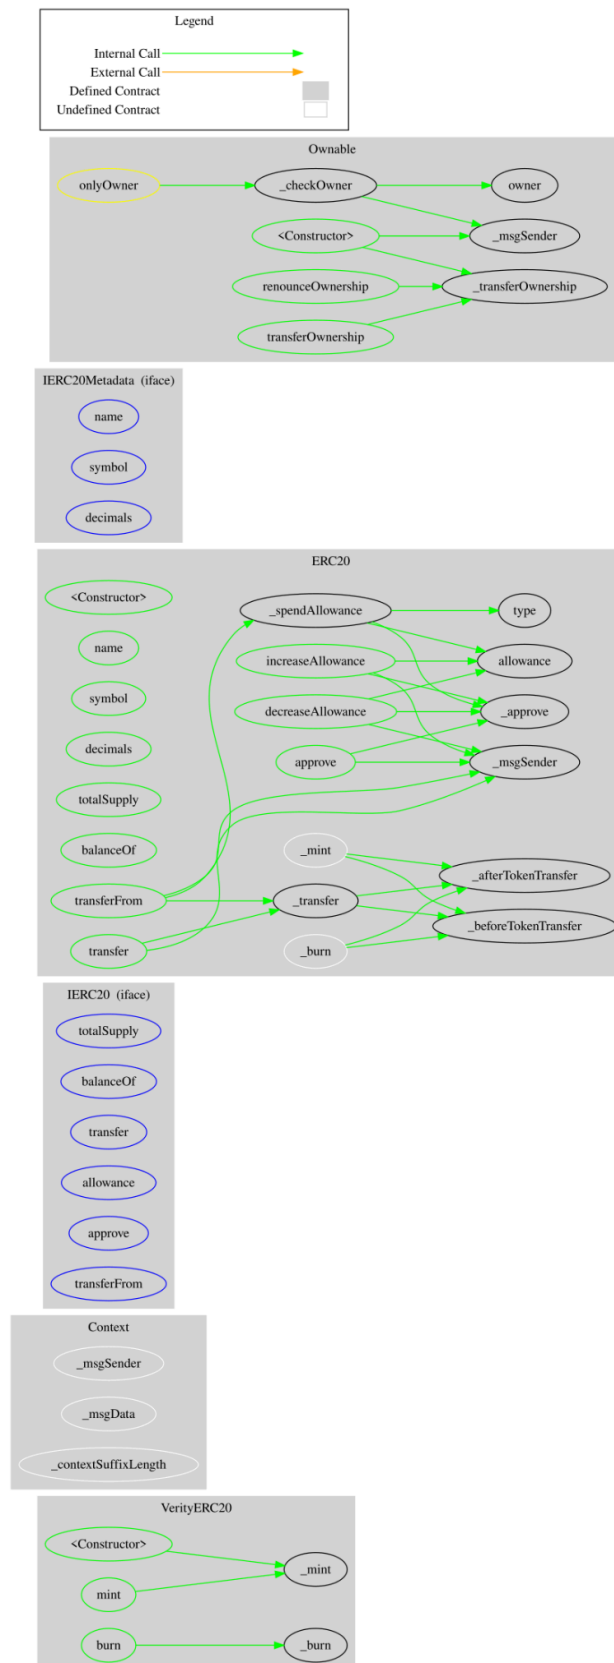 Legend
Internal Call
External Call
Defined Contract
Undefined Contract
Ownable
onlyOwner
_checkOwner
owner
<Constructor>
_msgSender
renounceOwnership
_transferOwnership
transferOwnership
IERC20Metadata (iface)
name
symbol
decimals
ERC20
<Constructor>
_spendAllowance
type
name
increaseAllowance
allowance
symbol
decreaseAllowance
_approve
decimals
approve
_msgSender
totalSupply
balanceOf
_mint
_afterTokenTransfer
transferFrom
_transfer
_beforeTokenTransfer
transfer
_burn
IERC20 (iface)
totalSupply
balanceOf
transfer
allowance
approve
transferFrom
Context
_msgSender
_msgData
_contextSuffixLength
VerityERC20
<Constructor>
_mint
mint
burn
_burn